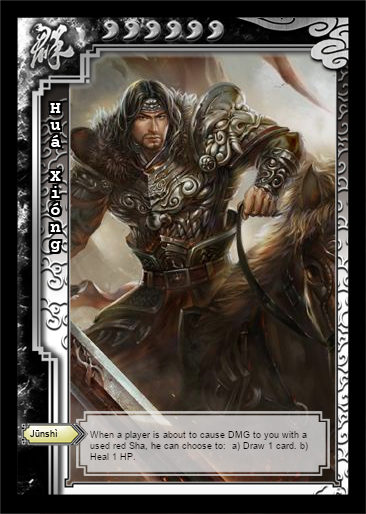 群
Huá Xióng
Jūnshì
When a player is about to cause DMG to you with a
used red Sha, he can choose to:  a) Draw 1 card. b)
Heal 1 HP.